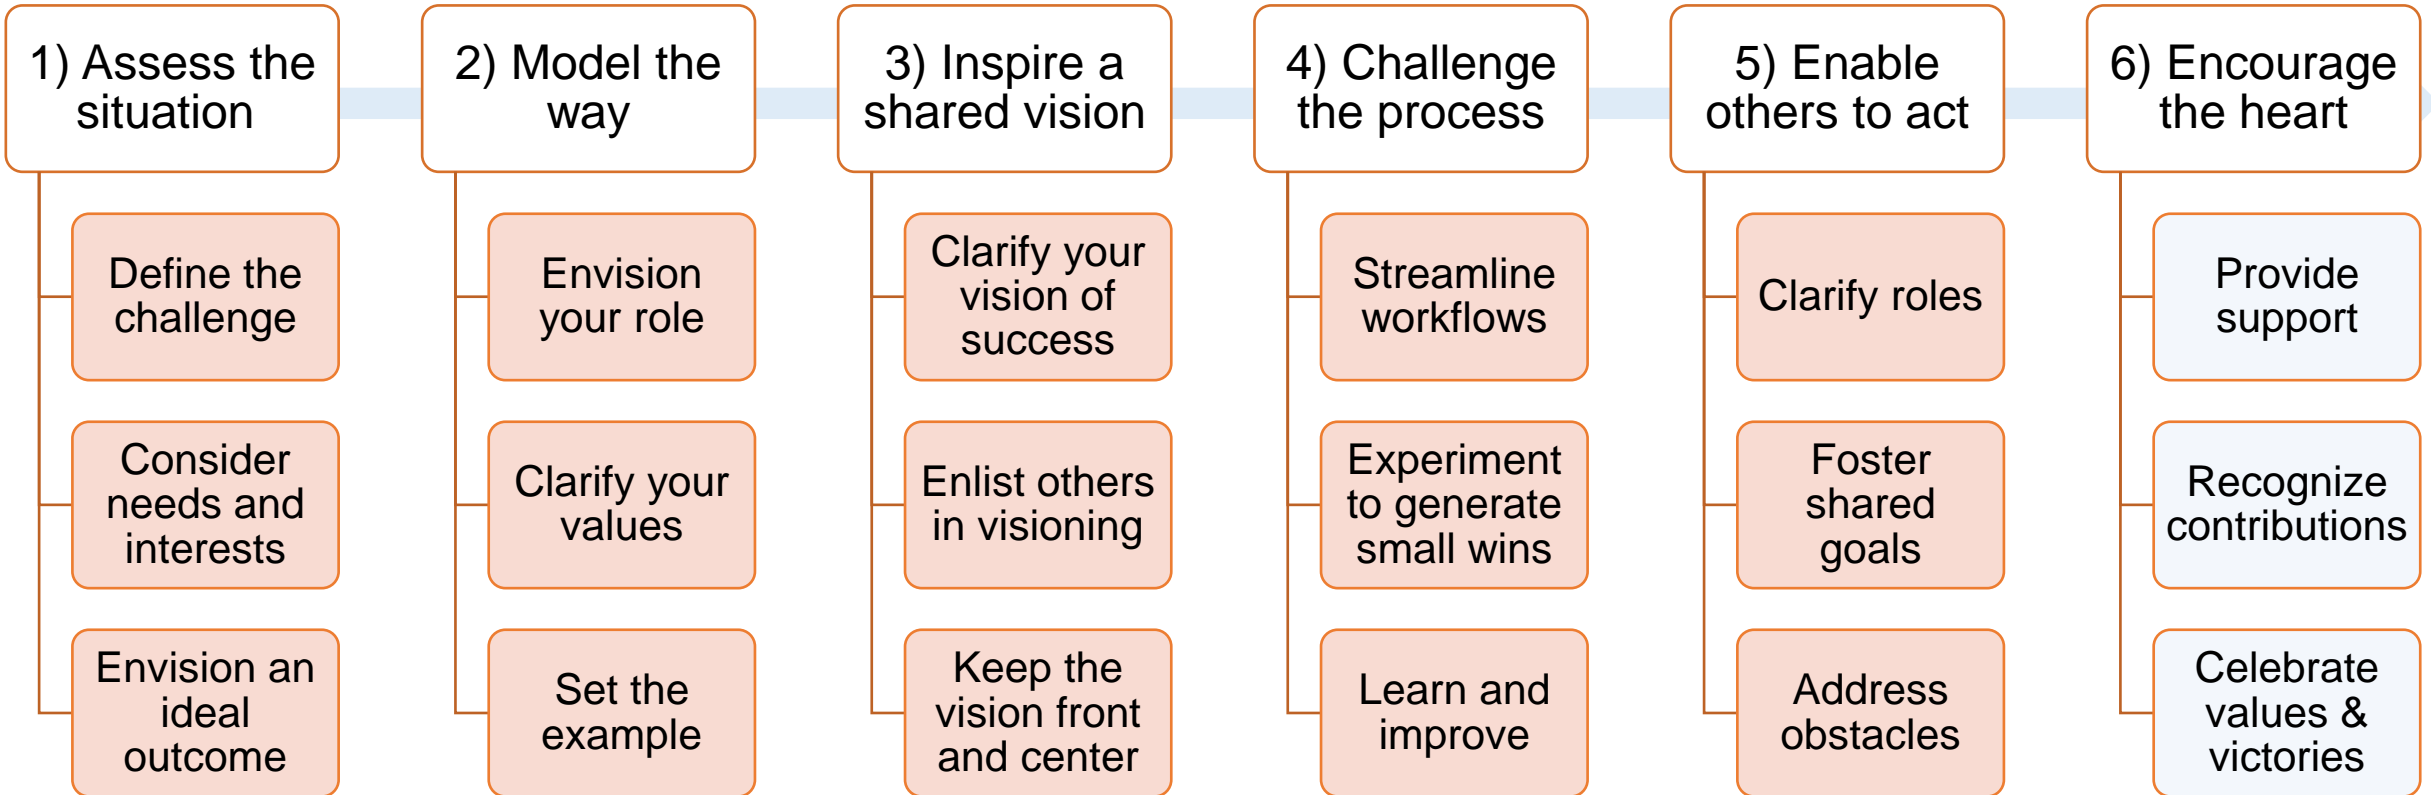 1) Assess the
situation
Define the
challenge
Consider
needs and
interests
Envision an
ideal
outcome
2) Model the
way
Envision
your role
Clarify your
values
Set the
example
3) Inspire a
shared vision
Clarify your
vision of
success
Enlist others
in visioning
Keep the
vision front
and center
4) Challenge
the process
Streamline
workflows
Experiment
to generate
small wins
Learn and
improve
5) Enable
others to act
Clarify roles
Foster
shared
goals
Address
obstacles
6) Encourage
the heart
Provide
support
Recognize
contributions
Celebrate
values &
victories